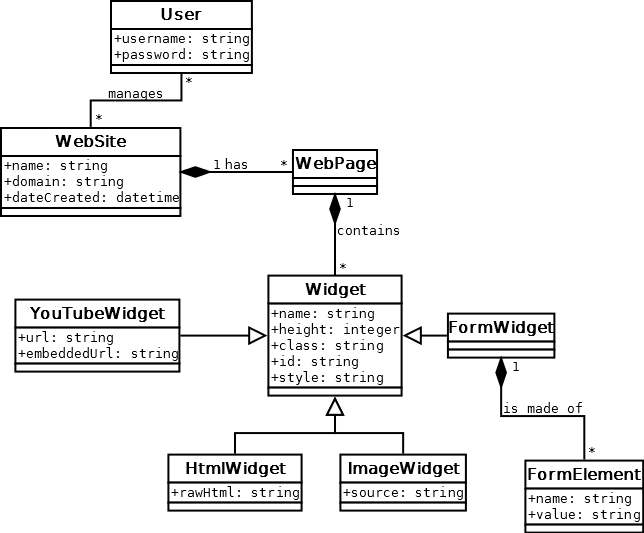 User
+username: string
+password: string
*
manages
*
WebSite
+name: string
+domain: string
+dateCreated: datetime
1 has
*
WebPage
1
contains
*
Widget
+name: string
+height: integer
+class: string
+id: string
+style: string
YouTubeWidget
+url: string
+embeddedUrl: string
FormWidget
1
is made of
*
HtmlWidget
+rawHtml: string
ImageWidget
+source: string
FormElement
+name: string
+value: string